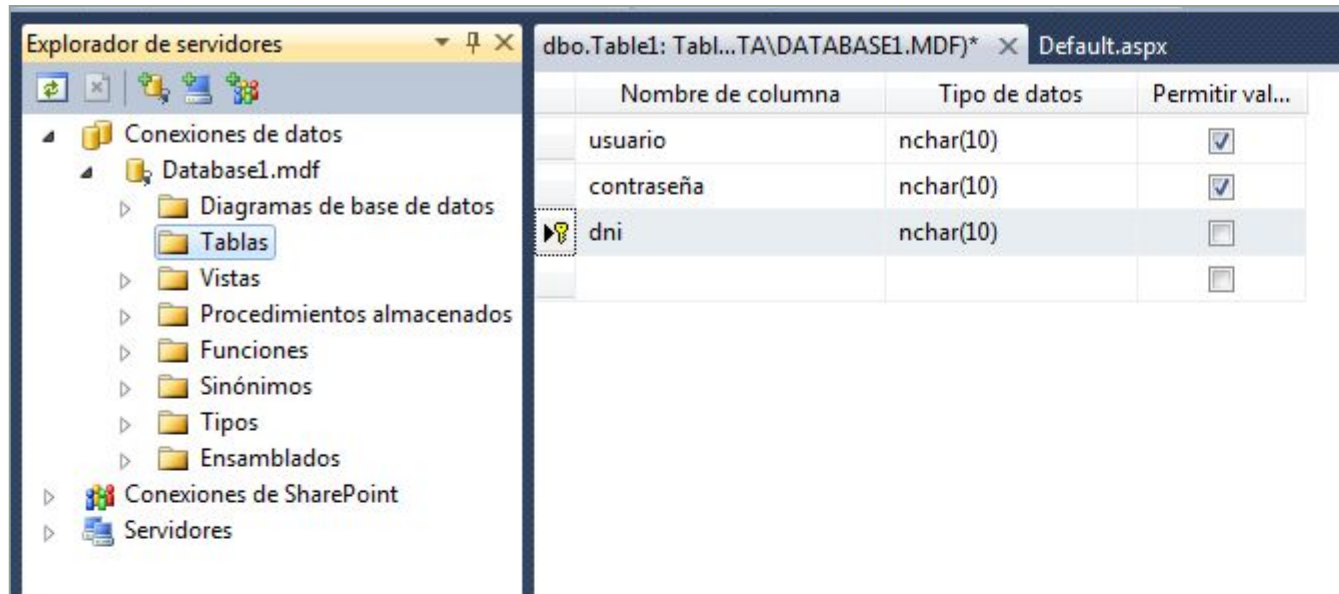 Explorador de servidores
Conexiones de datos
Database1.mdf
Diagramas de base de datos
Tablas
Vistas
Procedimientos almacenados
Funciones
Sinónimos
Tipos
Ensamblados
Conexiones de SharePoint
Servidores
dbo.Table1: Tabl...TA\DATABASE1.MDF)* Default.aspx
Nombre de columna Tipo de datos Permitir val...
usuario nchar(10)
contraseña nchar(10)
dni nchar(10)